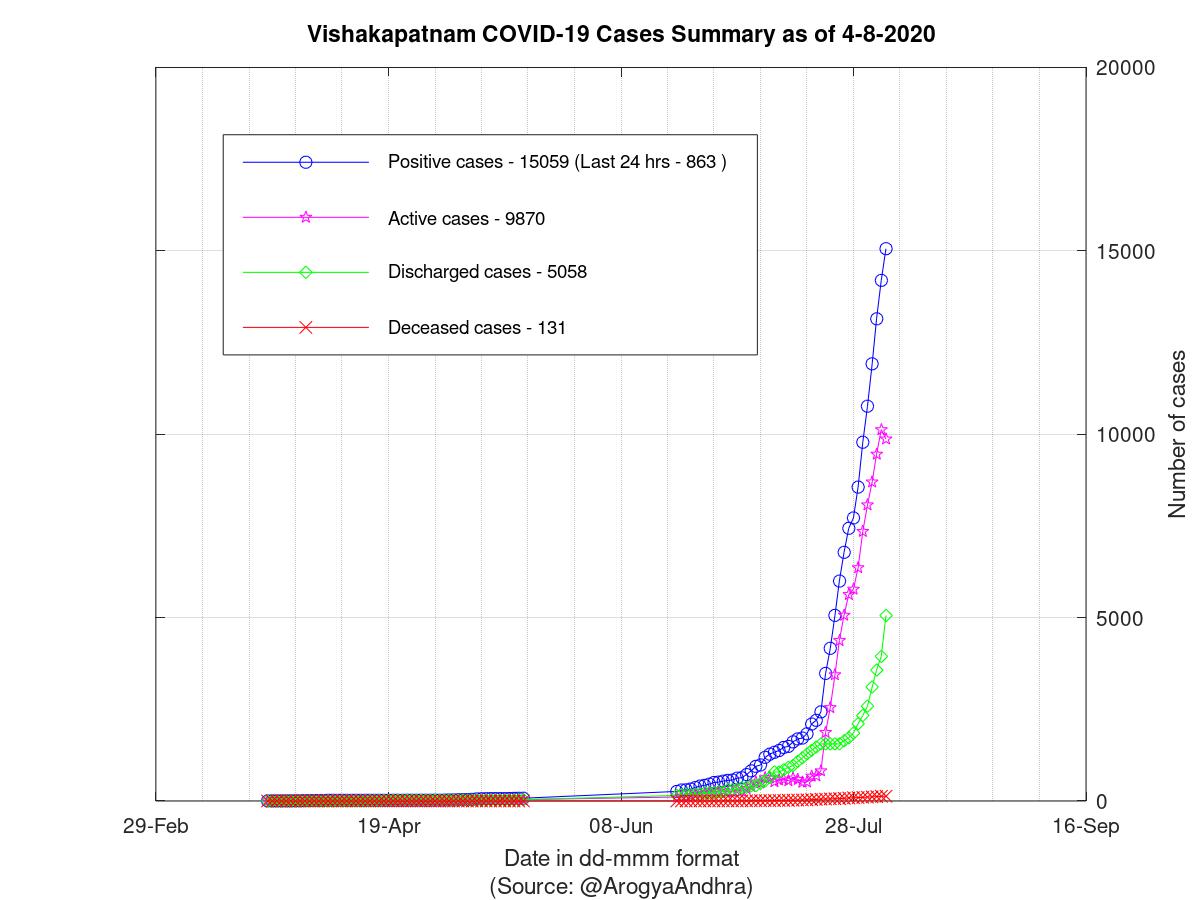 Vishakapatnam COVID-19 Cases Summary as of 4-8-2020
20000
Positive cases - 15059 (Last 24 hrs - 863 )
Active cases - 9870
15000
Discharged cases - 5058
Deceased cases - 131
10000
Number of cases
5000
0
29-Feb 19-Apr 08-Jun 28-Jul 16-Sep
Date in dd-mmm format
(Source: @ArogyaAndhra)